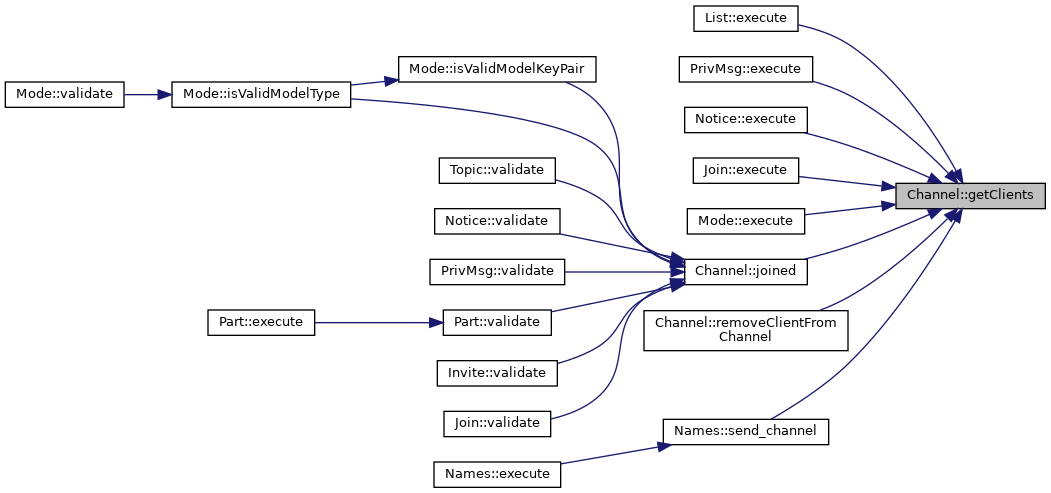 List::execute
Mode::isValidModelKeyPair
PrivMsg::execute
Mode::validate
Mode::isValidModelType
Notice::execute
Topic::validate
Join::execute
Channel::getClients
Notice::validate
Mode::execute
PrivMsg::validate
Channel::joined
Part::execute
Part::validate
Channel::removeClientFrom
Channel
Invite::validate
Join::validate
Names::send_channel
Names::execute